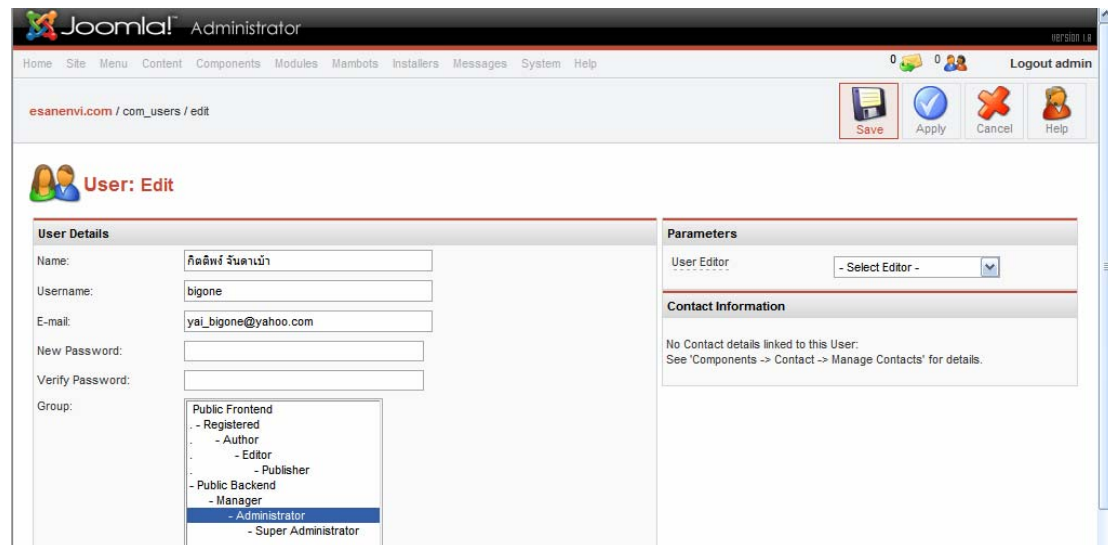 Joomla!™ Administrator
version 1.0
Home Site Menu Content Components Modules Mambots Installers Messages System Help 0 0 Logout admin
esanenvi.com / com_users / edit
Save Apply Cancel Help
User: Edit
User Details
Name: กิตติพง์ จันดาเบ้า
Username: bigone
E-mail: yai_bigone@yahoo.com
New Password:
Verify Password:
Group:
Public Frontend
. - Registered
. - Author
. - Editor
. - Publisher
- Public Backend
- Manager
- Administrator
- Super Administrator
Parameters
User Editor - Select Editor -
Contact Information
No Contact details linked to this User:
See 'Components -> Contact -> Manage Contacts' for details.